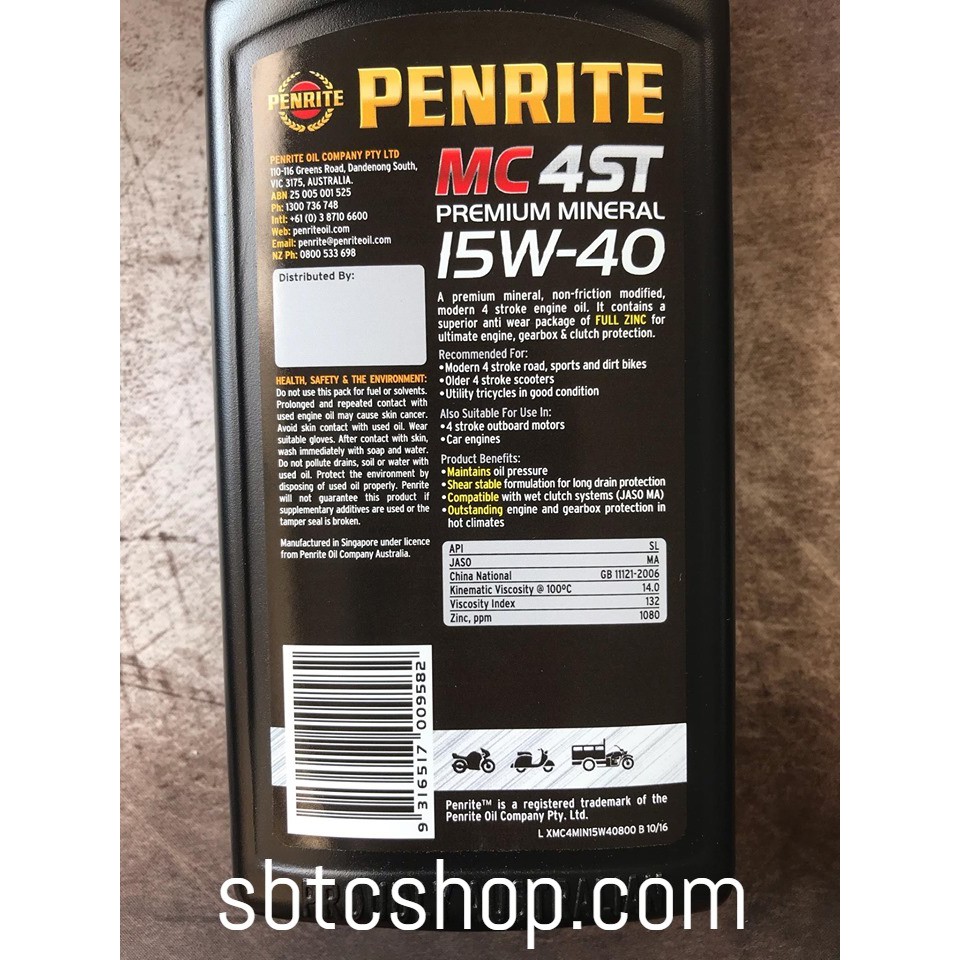 PENRITE
PENRITE
PENRITE OIL COMPANY PTY LTD
110-116 Greens Road, Dandenong South,
VIC 3175, AUSTRALIA.
ABN 25 005 001 525
Ph: 1300 736 748
Intl: +61 (0) 3 8710 6600
Web: penriteoil.com
Email: penrite@penriteoil.com
NZ Ph: 0800 533 698
Distributed By:
HEALTH, SAFETY & THE ENVIRONMENT:
Do not use this pack for fuel or solvents.
Prolonged and repeated contact with
used engine oil may cause skin cancer.
Avoid skin contact with used oil. Wear
suitable gloves. After contact with skin,
wash immediately with soap and water.
Do not pollute drains, soil or water with
used oil. Protect the environment by
disposing of used oil properly. Penrite
will not guarantee this product if
supplementary additives are used or the
tamper seal is broken.
Manufactured in Singapore under licence
from Penrite Oil Company Australia.
MC 4ST
PREMIUM MINERAL
15W-40
A premium mineral, non-friction modified,
modern 4 stroke engine oil. It contains a
superior anti wear package of FULL ZINC for
ultimate engine, gearbox & clutch protection.
Recommended For:
•Modern 4 stroke road, sports and dirt bikes
•Older 4 stroke scooters
•Utility tricycles in good condition
Also Suitable For Use In:
•4 stroke outboard motors
•Car engines
Product Benefits:
•Maintains oil pressure
•Shear stable formulation for long drain protection
•Compatible with wet clutch systems (JASO MA)
•Outstanding engine and gearbox protection in
hot climates
API SL
JASO MA
China National GB 11121-2006
Kinematic Viscosity @ 100ºC 14.0
Viscosity Index 132
Zinc, ppm 1080
9 316517 009582
Penrite™ is a registered trademark of the
Penrite Oil Company Pty. Ltd.
L XMC4MIN15W40800 B 10/16
sbtcshop.com